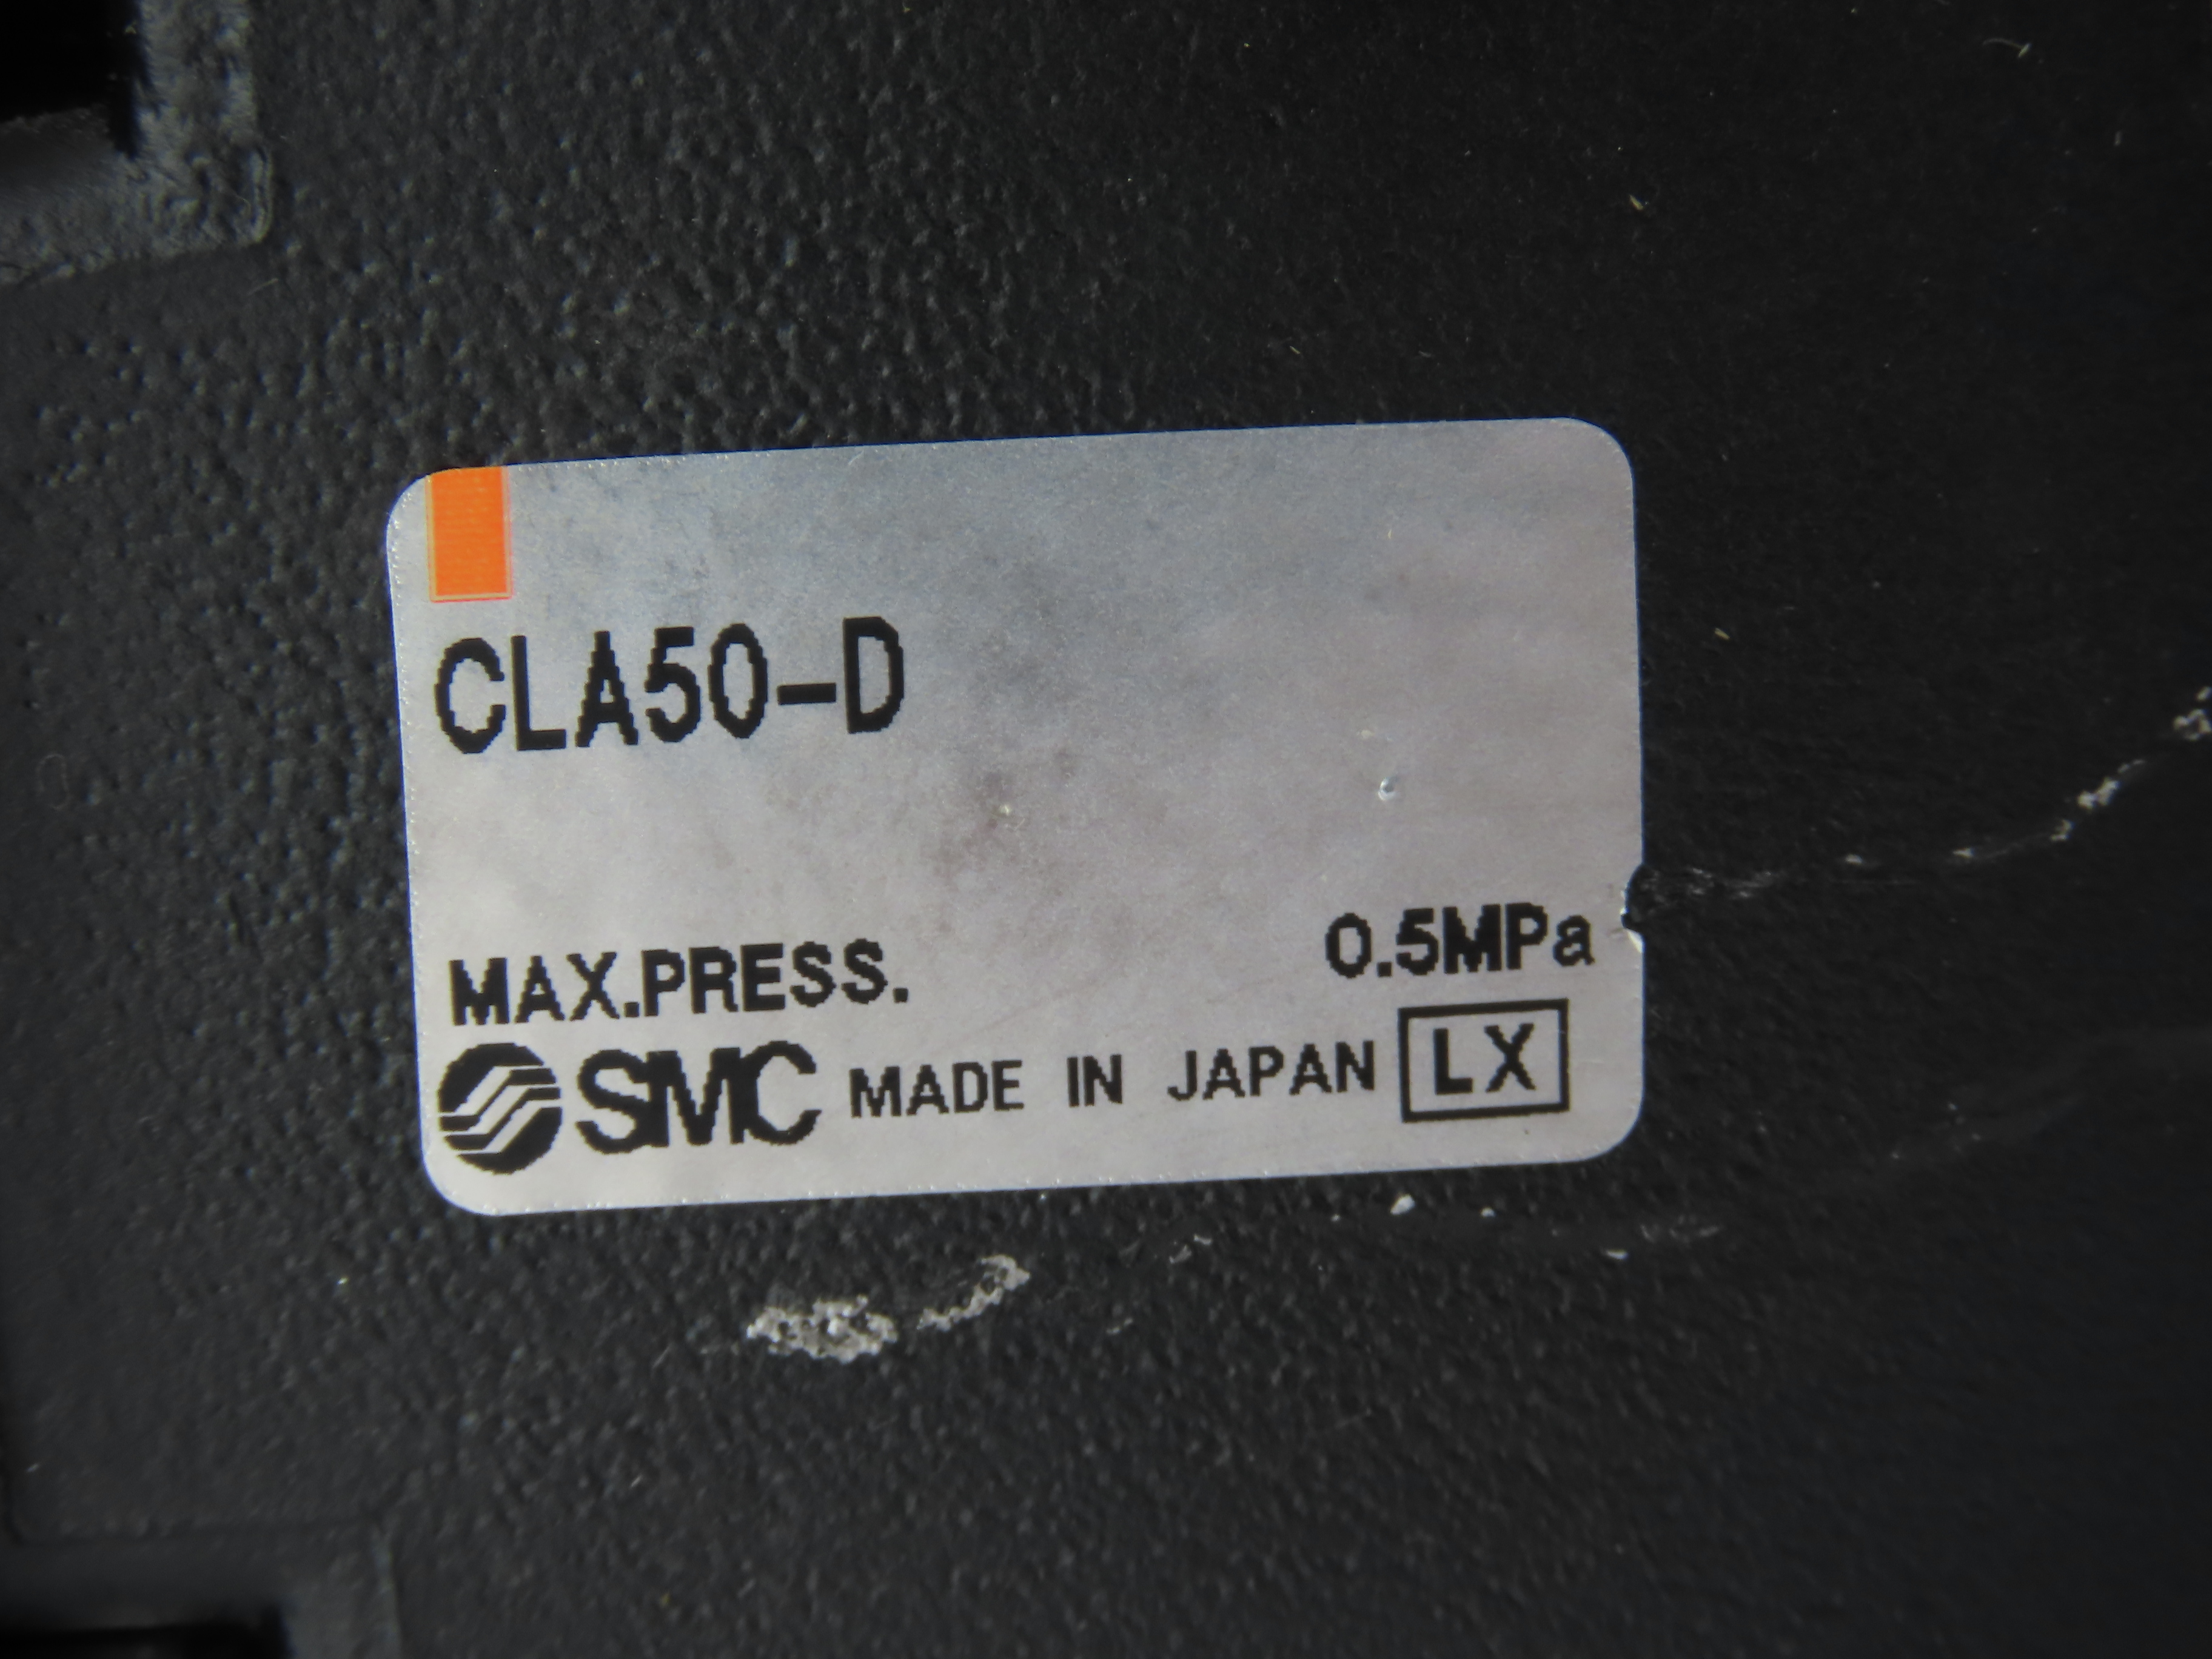 CLA50-D
MAX.PRESS. 0.5MPa
SMC MADE IN JAPAN LX